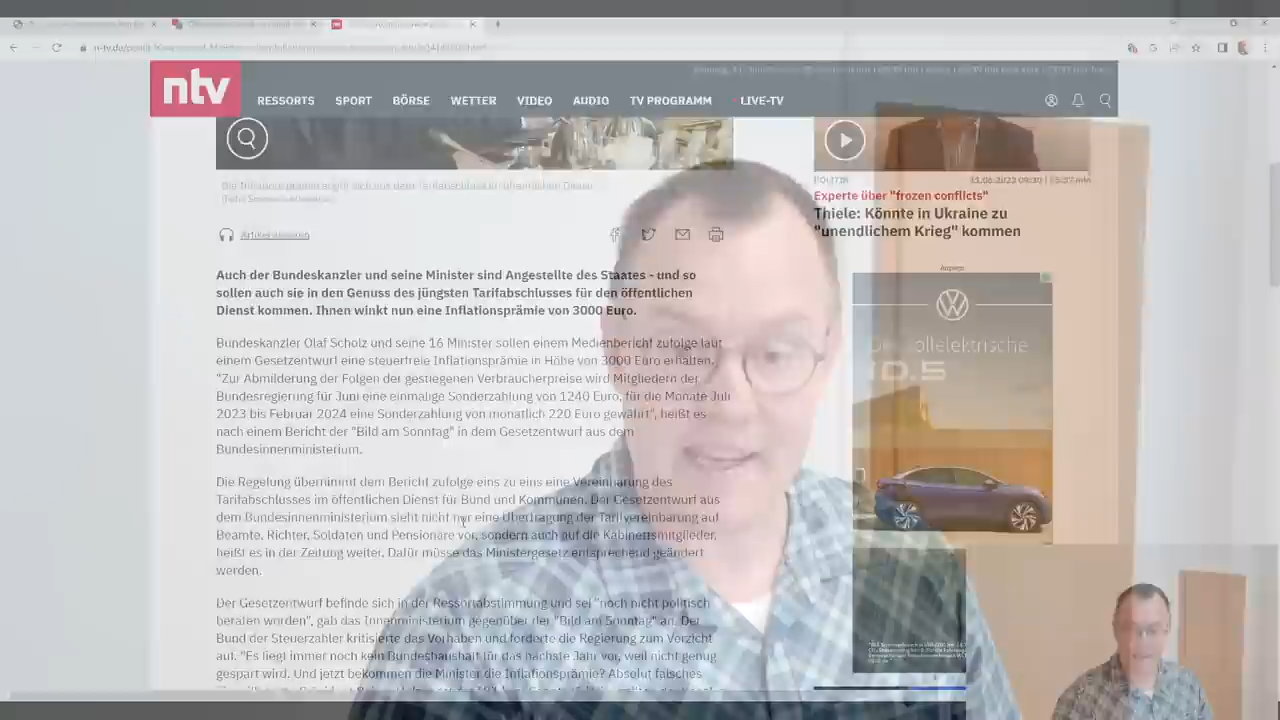 ntv
RESSORTS SPORT BÖRSE WETTER VIDEO AUDIO TV PROGRAMM LIVE-TV
Artikel anhören
Auch der Bundeskanzler und seine Minister sind Angestellte des Staates - und so
sollen auch sie in den Genuss des jüngsten Tarifabschlusses für den öffentlichen
Dienst kommen. Ihnen winkt nun eine Inflationsprämie von 3000 Euro.
Bundeskanzler Olaf Scholz und seine 16 Minister sollen einem Medienbericht zufolge laut
einem Gesetzentwurf eine steuerfreie Inflationsprämie in Höhe von 3000 Euro erhalten.
"Zur Abmilderung der Folgen der gestiegenen Verbraucherpreise wird Mitgliedern der
Bundesregierung für Juni eine einmalige Sonderzahlung von 1240 Euro, für die Monate Juli
2023 bis Februar 2024 eine Sonderzahlung von monatlich 220 Euro gewährt", heißt es
nach einem Bericht der "Bild am Sonntag" in dem Gesetzentwurf aus dem
Bundesinnenministerium.
Die Regelung übernimmt dem Bericht zufolge eins zu eins eine Vereinbarung des
Tarifabschlusses im öffentlichen Dienst für Bund und Kommunen. Der Gesetzentwurf aus
dem Bundesinnenministerium sieht nicht nur eine Übertragung der Tarifvereinbarung auf
Beamte, Richter, Soldaten und Pensionäre vor, sondern auch auf die Kabinettsmitglieder,
heißt es in der Zeitung weiter. Dafür müsse das Ministergesetz entsprechend geändert
werden.
Der Gesetzentwurf befinde sich in der Ressortabstimmung und sei "noch nicht politisch
beraten worden", gab das Innenministerium gegenüber der "Bild am Sonntag" an. Der
Bund der Steuerzahler kritisierte das Vorhaben und forderte die Regierung zum Verzicht
liegt immer noch kein Bundeshaushalt für das nächste Jahr vor, weil nicht genug
gespart wird. Und jetzt bekommen die Minister die Inflationsprämie? Absolut falsches
POLITIK
Experte über "frozen conflicts"
Thiele: Könnte in Ukraine zu
"unendlichem Krieg" kommen
Anzeige
vollelektrische
ID.5